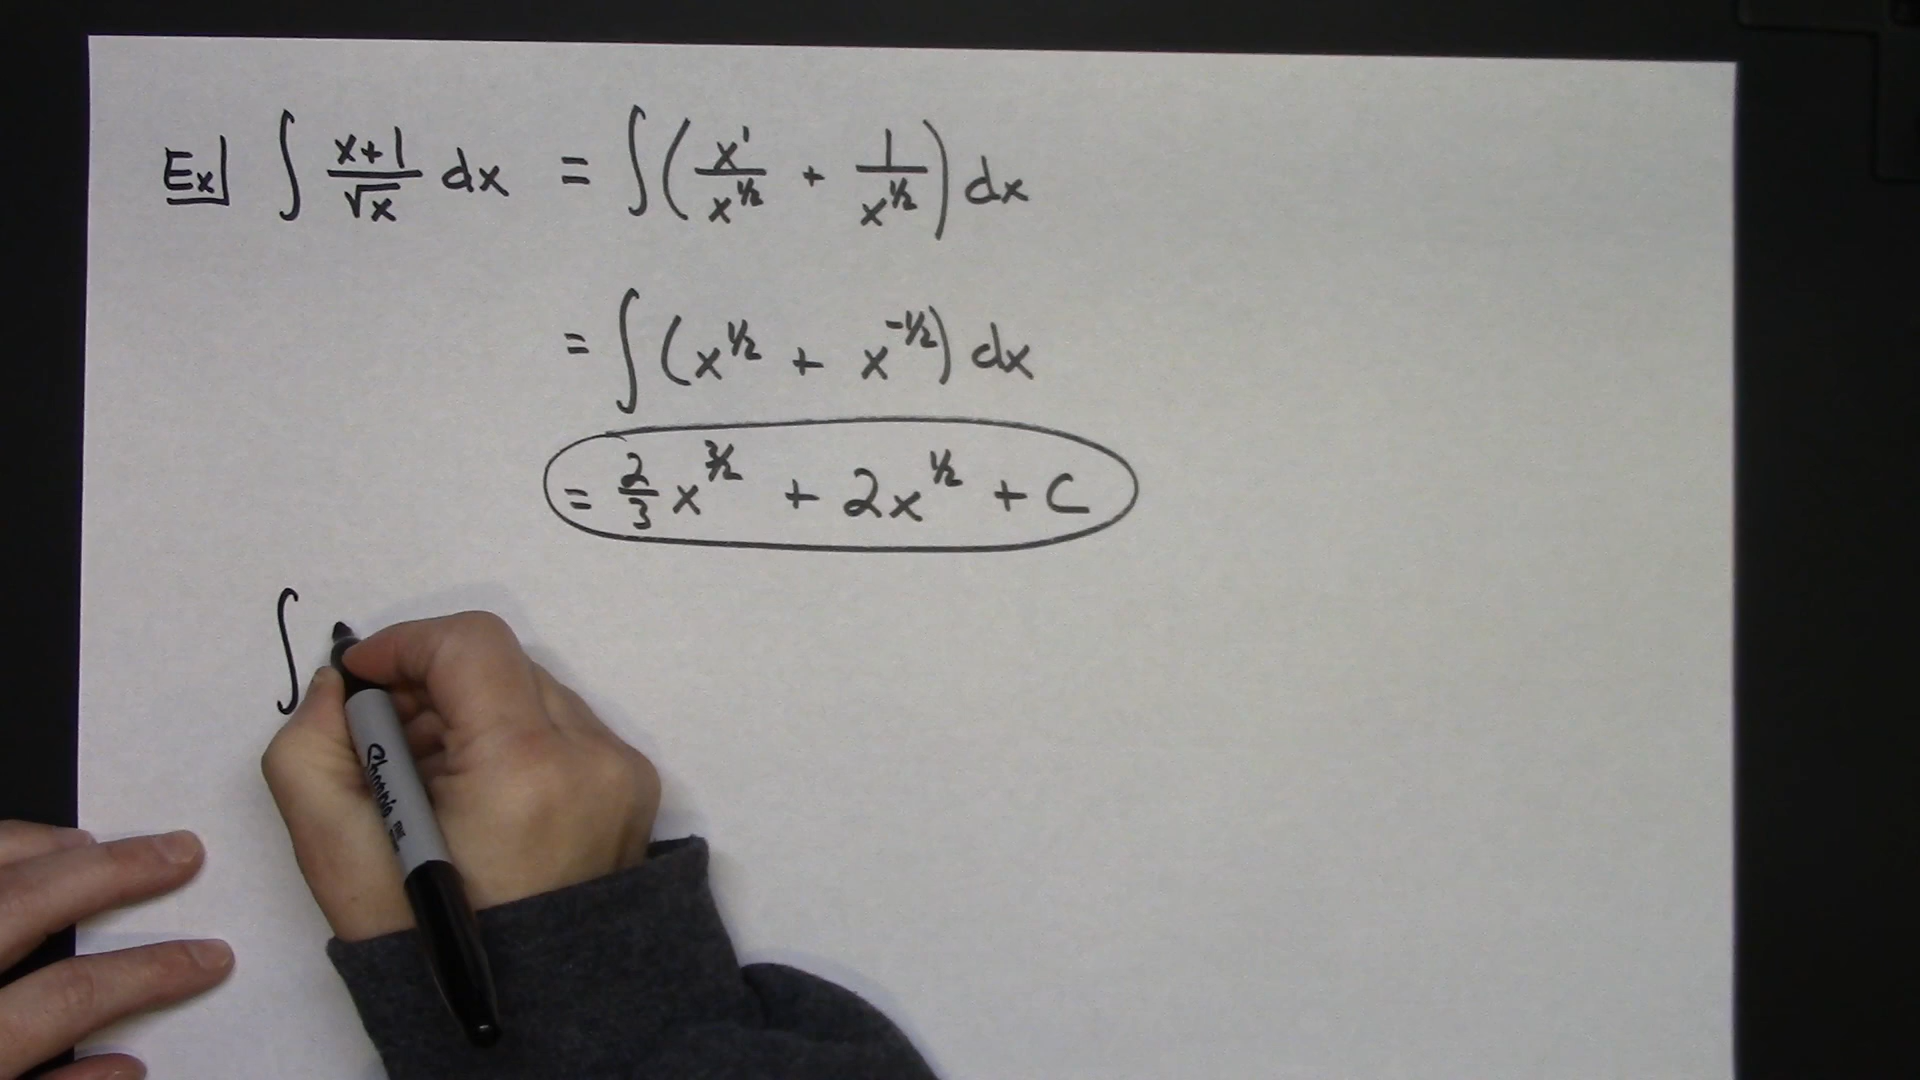 Ex ∫ x+1/√x dx = ∫(x¹/x^½ + 1/x^½) dx
= ∫ (x^½ + x^-½) dx
= 2/3 x^3/2 + 2x^½ + C
∫
Sharpie